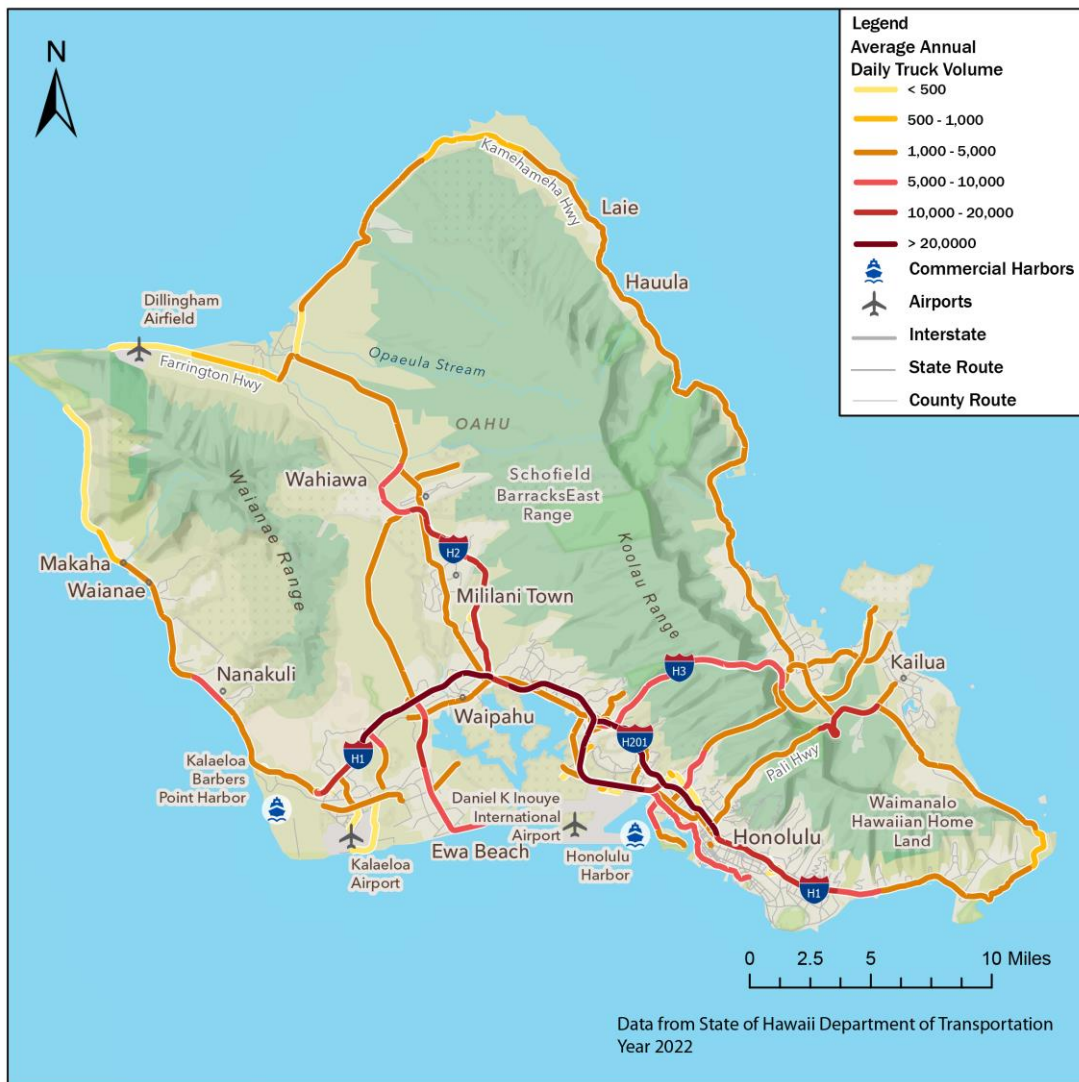 N
Legend
Average Annual
Daily Truck Volume
< 500
500 - 1,000
1,000 - 5,000
5,000 - 10,000
10,000 - 20,000
> 20,0000
Commercial Harbors
Airports
Interstate
State Route
County Route
Kamehameha Hwy
Laie
Hauula
Dillingham
Airfield
Farrington Hwy
Opaeula Stream
OAHU
Wahiawa
Schofield
BarracksEast
Range
Waianae Range
Koolau Range
H2
Makaha
Waianae
Mililani Town
Nanakuli
H3
Kailua
Waipahu
H1
H201
Pali Hwy
Kalaeloa
Barbers
Point Harbor
Daniel K Inouye
International
Airport
Waimanalo
Hawaiian Home
Land
Honolulu
Ewa Beach
Honolulu
Harbor
Kalaeloa
Airport
H1
0 2.5 5 10 Miles
Data from State of Hawaii Department of Transportation
Year 2022